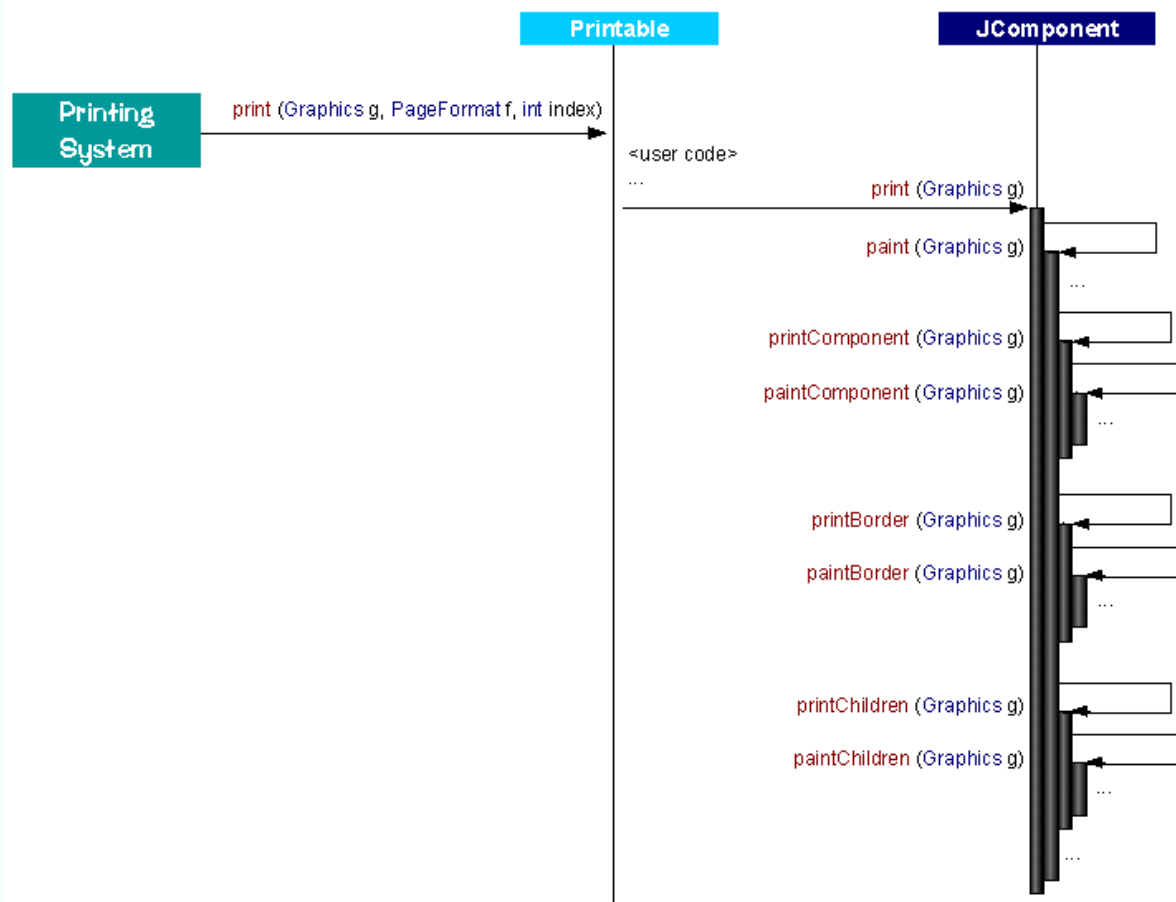 Printable
JComponent
Printing
System
print (Graphics g, PageFormat f, int index)
<user code>
...
print (Graphics g)
paint (Graphics g)
...
printComponent (Graphics g)
paintComponent (Graphics g)
...
printBorder (Graphics g)
paintBorder (Graphics g)
...
printChildren (Graphics g)
paintChildren (Graphics g)
...
...